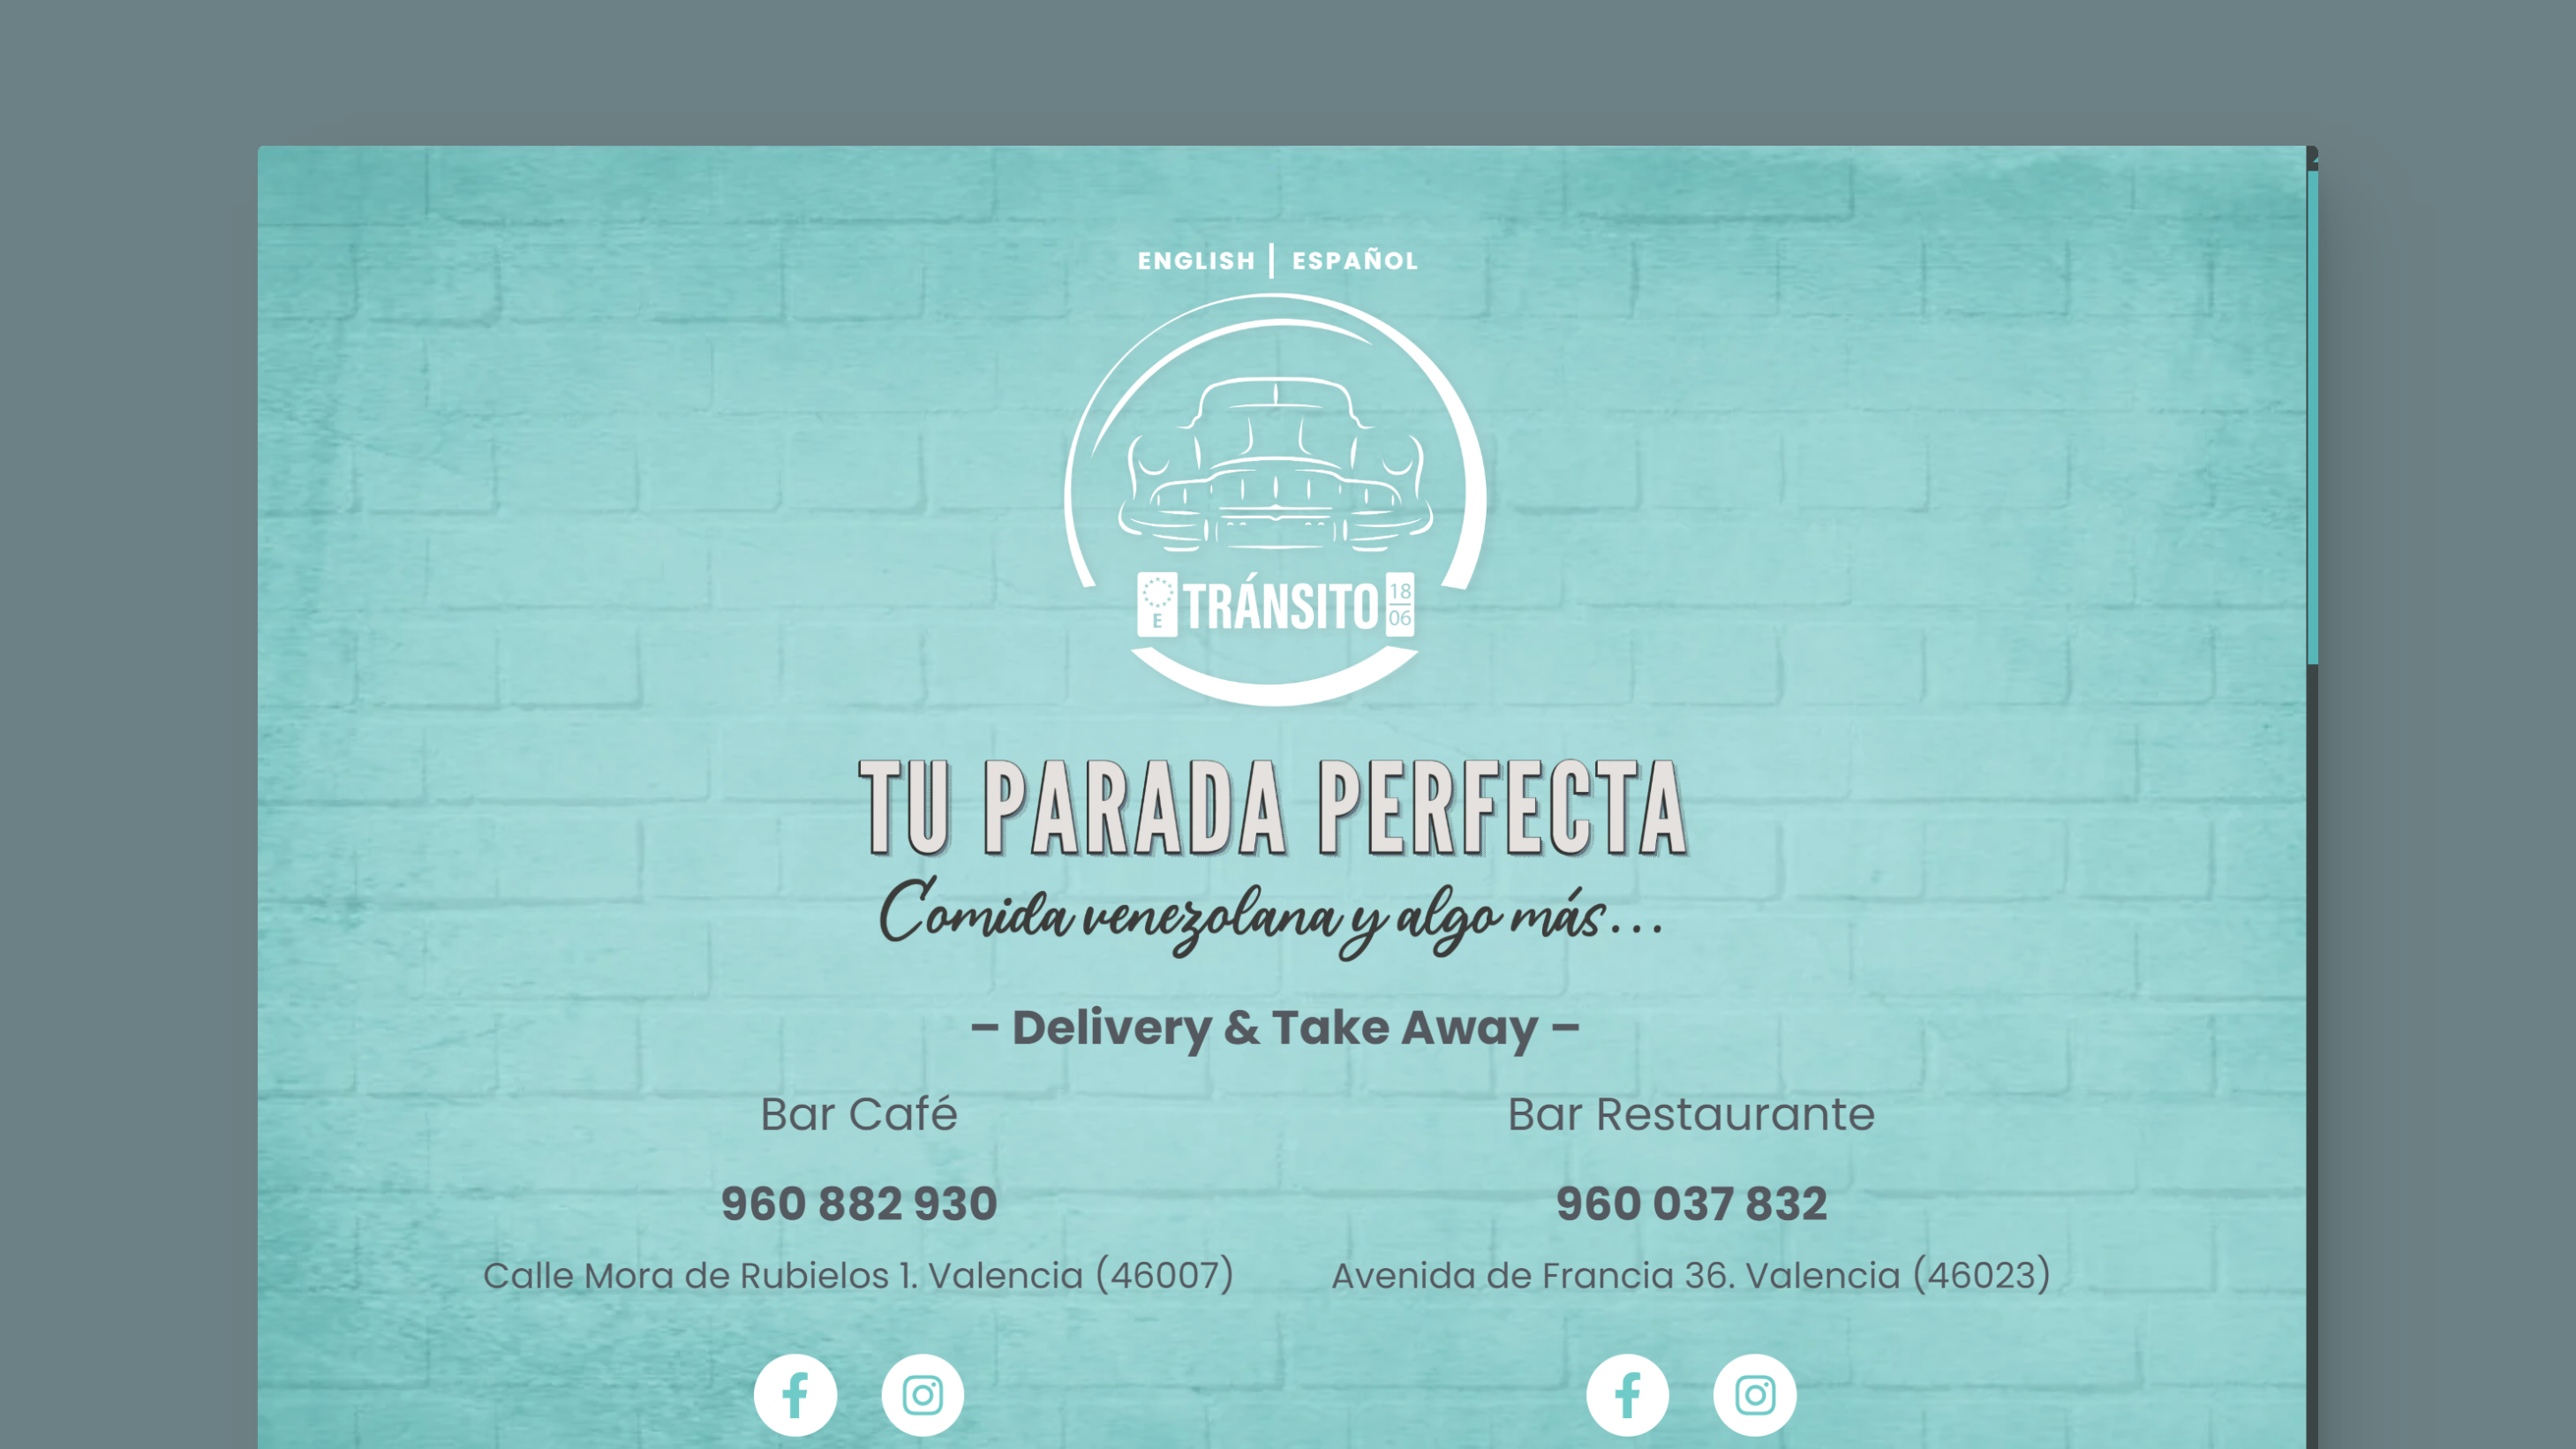 ENGLISH | ESPAÑOL
E TRÁNSITO 18 06
TU PARADA PERFECTA
Comida venezolana y algo más...
– Delivery & Take Away –
Bar Café
960 882 930
Calle Mora de Rubielos 1. Valencia (46007)
Bar Restaurante
960 037 832
Avenida de Francia 36. Valencia (46023)